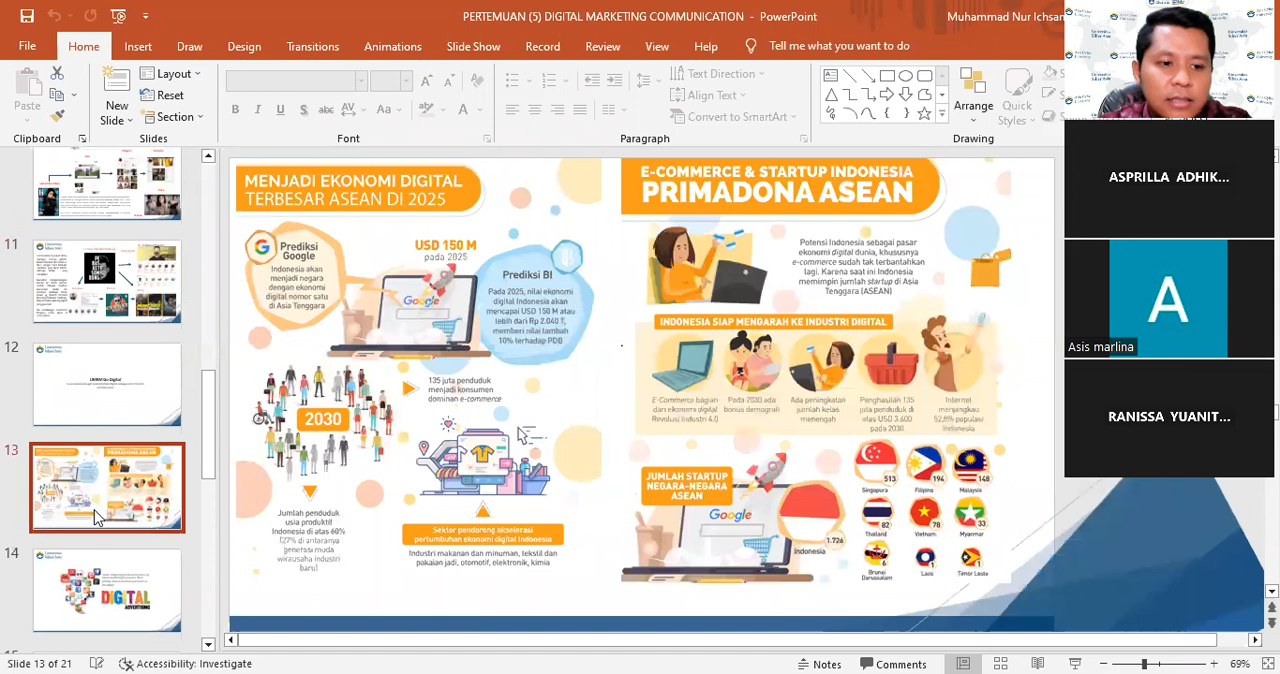 PERTEMUAN (5) DIGITAL MARKETING COMMUNICATION - PowerPoint
Muhammad Nur Ichsan
File Home Insert Draw Design Transitions Animations Slide Show Record Review View Help Tell me what you want to do
Paste
Clipboard
New Slide
Layout
Reset
Section
Slides
B I U S abc AV Aa A
Font
Text Direction
Align Text
Convert to SmartArt
Paragraph
Arrange
Quick Styles
Drawing
11
12
13
14
DIGITAL
ADVERTISING
MENJADI EKONOMI DIGITAL
TERBESAR ASEAN DI 2025
Prediksi
Google
Indonesia akan
menjadi negara
dengan ekonomi
digital nomor satu
di Asia Tenggara
USD 150 M
pada 2025
Google
Prediksi BI
Pada 2025, nilai ekonomi
digital Indonesia akan
mencapai USD 150 M atau
lebih dari Rp 2.040 T,
memberi nilai tambah
10% terhadap PDB
2030
135 juta penduduk
menjadi konsumen
dominan e-commerce
Jumlah penduduk
usia produktif
Indonesia di atas 60%
(27% di antaranya
generasi muda
wirausaha industri
baru)
Sektor pendorong akselerasi
pertumbuhan ekonomi digital Indonesia
Industri makanan dan minuman, tekstil dan
pakaian jadi, otomotif, elektronik, kimia
E-COMMERCE & STARTUP INDONESIA
PRIMADONA ASEAN
Potensi Indonesia sebagai pasar
ekonomi digital dunia, khususnya
e-commerce sudah tak terbantahkan
lagi. Karena saat ini Indonesia
memimpin jumlah startup di Asia
Tenggara (ASEAN)
INDONESIA SIAP MENGARAH KE INDUSTRI DIGITAL
E-Commerce bagian
dari ekonomi digital
(Revolusi Industri 4.0)
Pada 2030 ada
bonus demografi
Ada peningkatan
jumlah kelas
menengah
Penghasilan 135
juta penduduk di
atas USD 3.600
pada 2030
Internet
menjangkau
52,8% populasi
Indonesia
JUMLAH STARTUP
NEGARA-NEGARA
ASEAN
Google
Indonesia
1.726
513
Singapura
194
Filipina
148
Malaysia
82
Thailand
78
Vietnam
33
Myanmar
6
Brunei
Darussalam
1
Laos
1
Timor Leste
ASPRILLA ADHIK...
A
Asis marlina
RANISSA YUANIT...
Slide 13 of 21
Accessibility: Investigate
Notes
Comments
69%